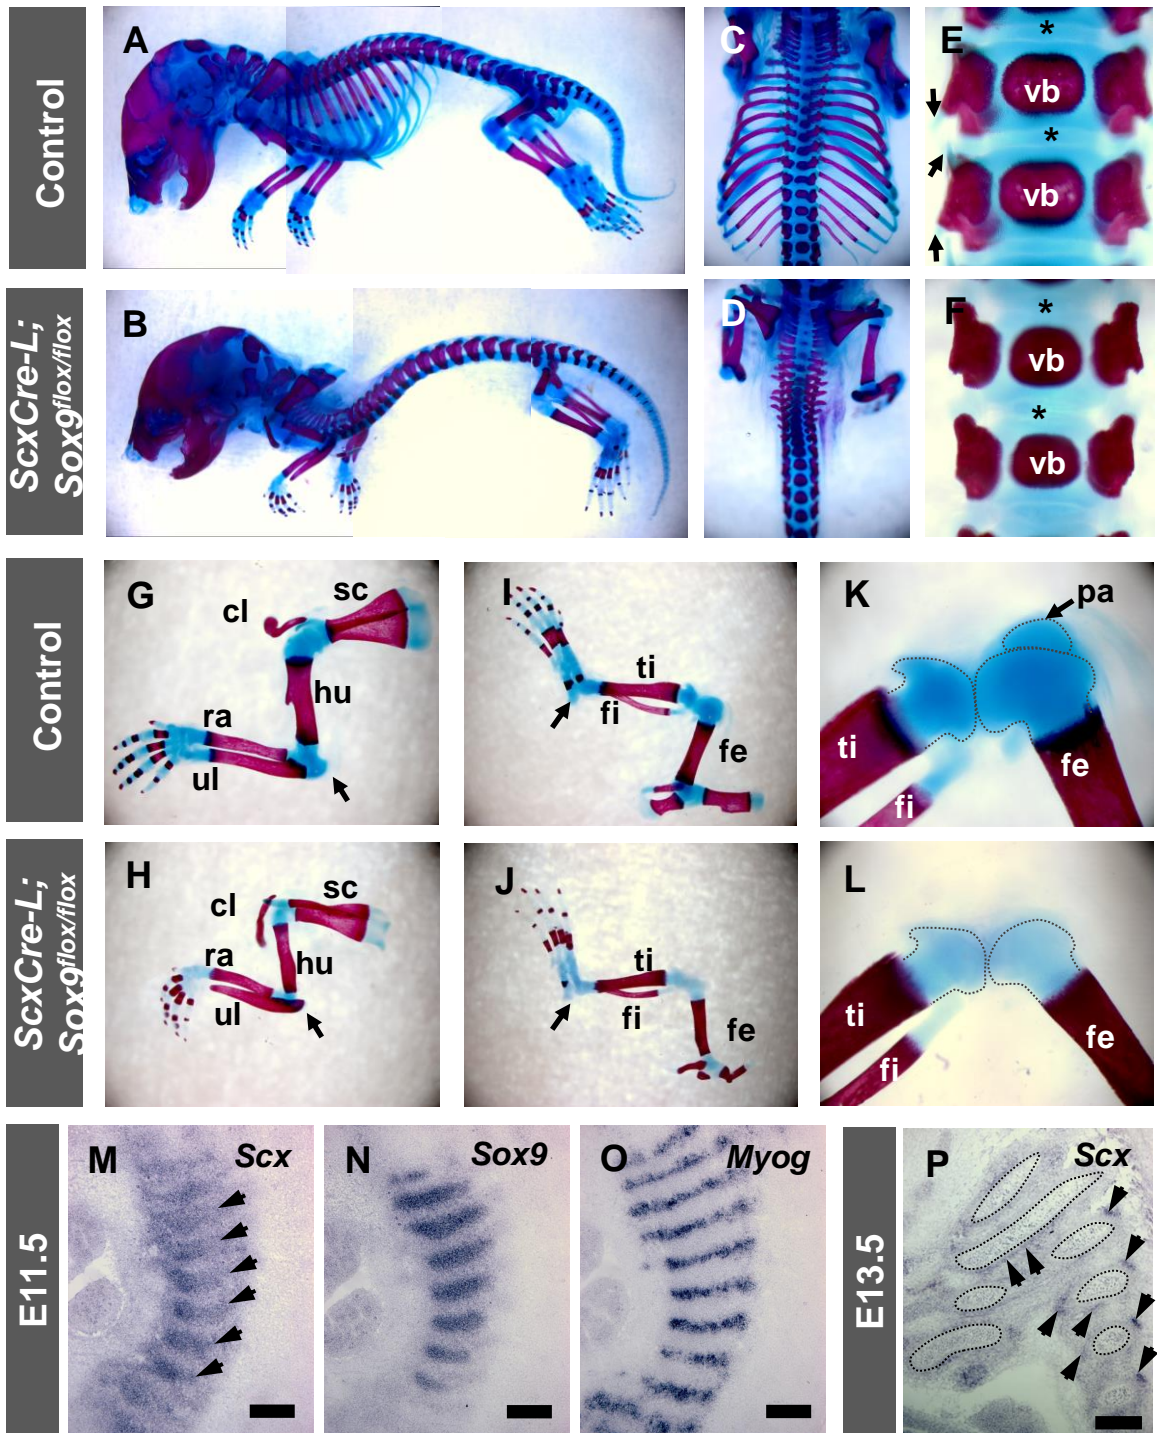 Control
A
C
E
*
vb
*
vb
ScxCre-L;
Sox9flox/flox
B
D
F
*
vb
*
vb
Control
G
cl
sc
hu
ra
ul
I
ti
fi
fe
K
pa
ti
fi
fe
ScxCre-L;
Sox9flox/flox
H
cl
sc
ra
hu
ul
J
ti
fi
fe
L
ti
fi
fe
E11.5
M
Scx
N
Sox9
O
Myog
E13.5
P
Scx